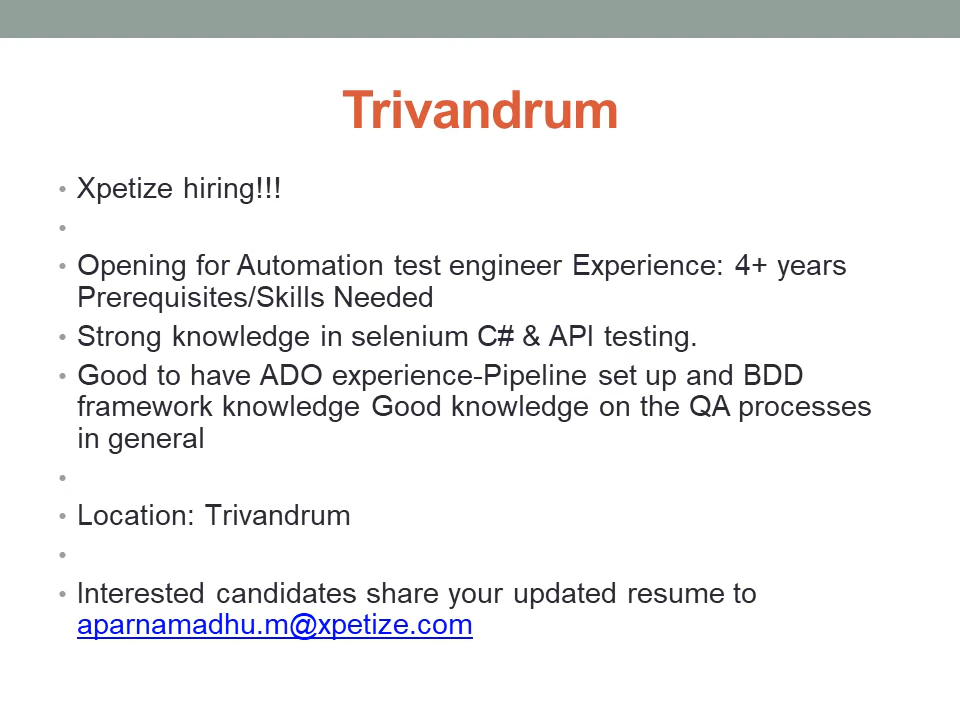 Trivandrum
• Xpetize hiring!!!
•
• Opening for Automation test engineer Experience: 4+ years
Prerequisites/Skills Needed
• Strong knowledge in selenium C# & API testing.
• Good to have ADO experience-Pipeline set up and BDD
framework knowledge Good knowledge on the QA processes
in general
•
• Location: Trivandrum
•
• Interested candidates share your updated resume to
aparnamadhu.m@xpetize.com